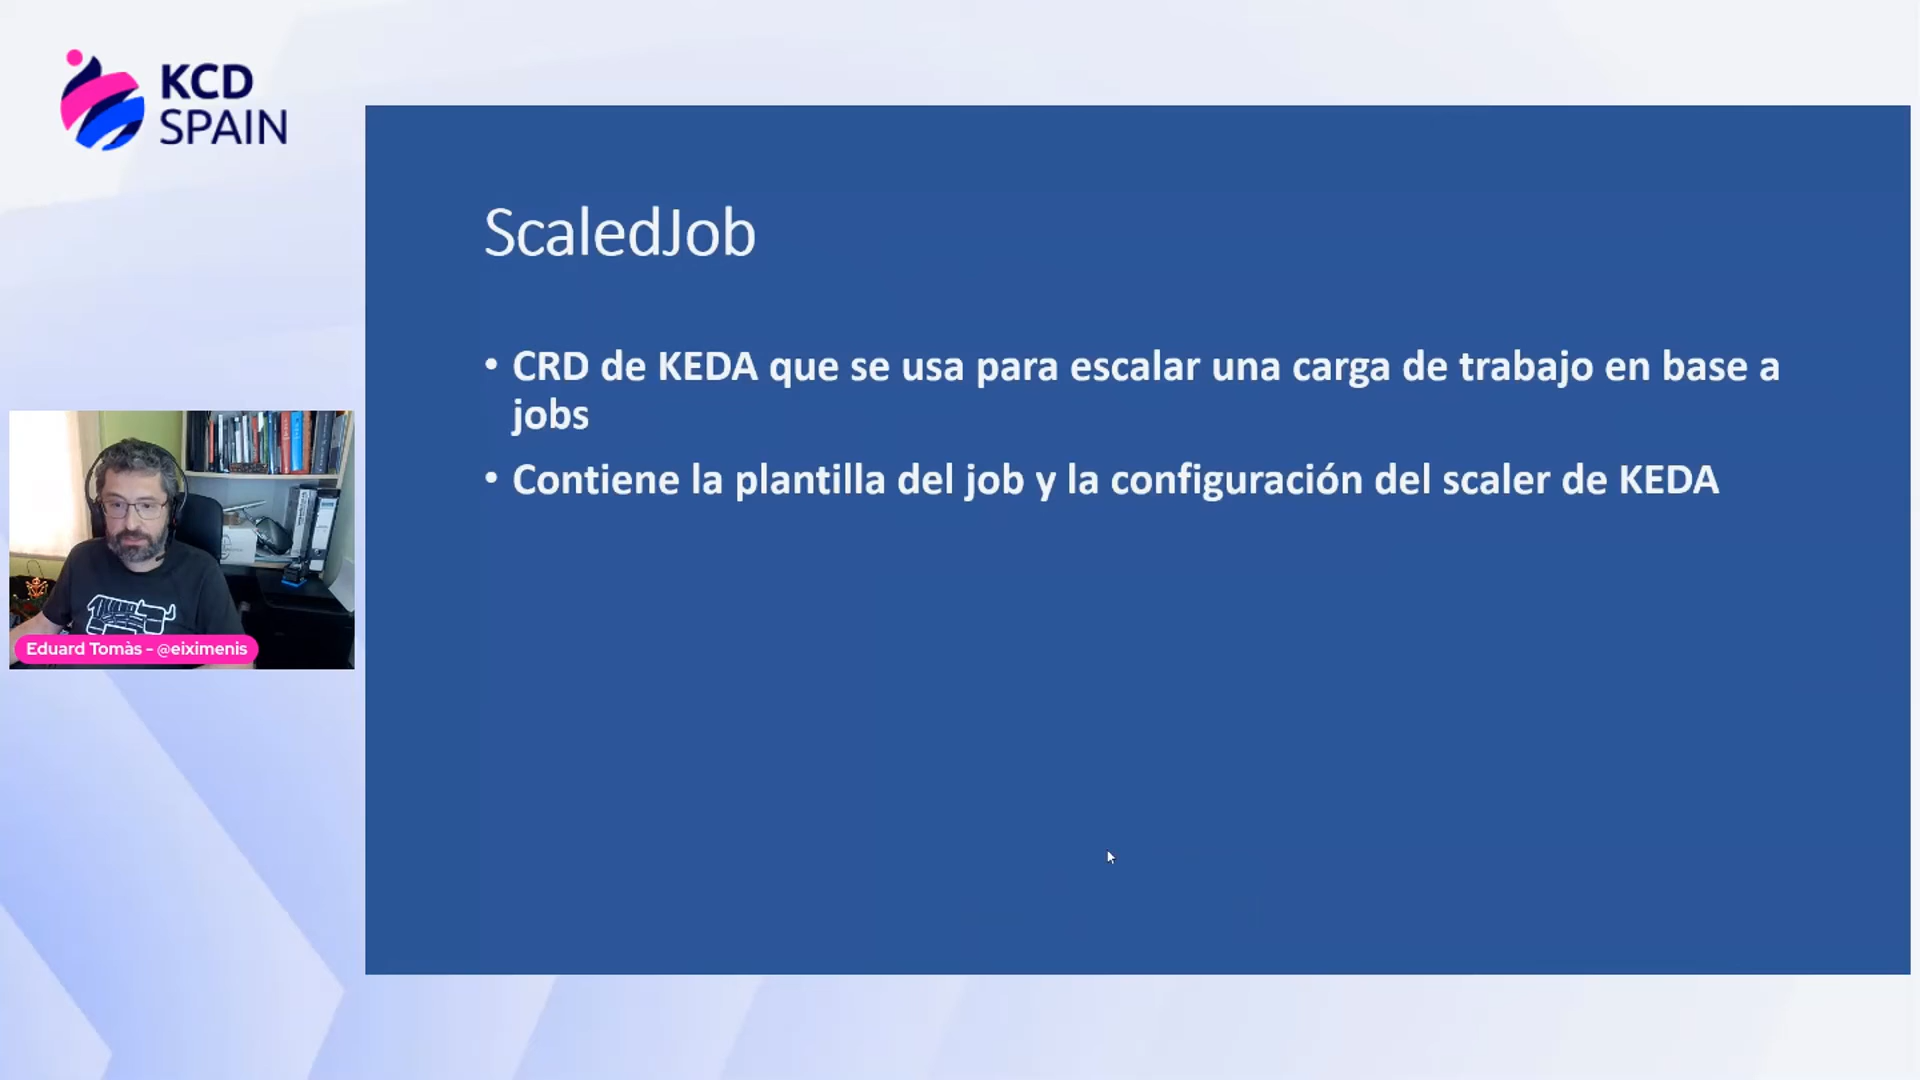 KCD
SPAIN
ScaledJob
• CRD de KEDA que se usa para escalar una carga de trabajo en base a
jobs
• Contiene la plantilla del job y la configuración del scaler de KEDA
Eduard Tomàs - @eiximenis